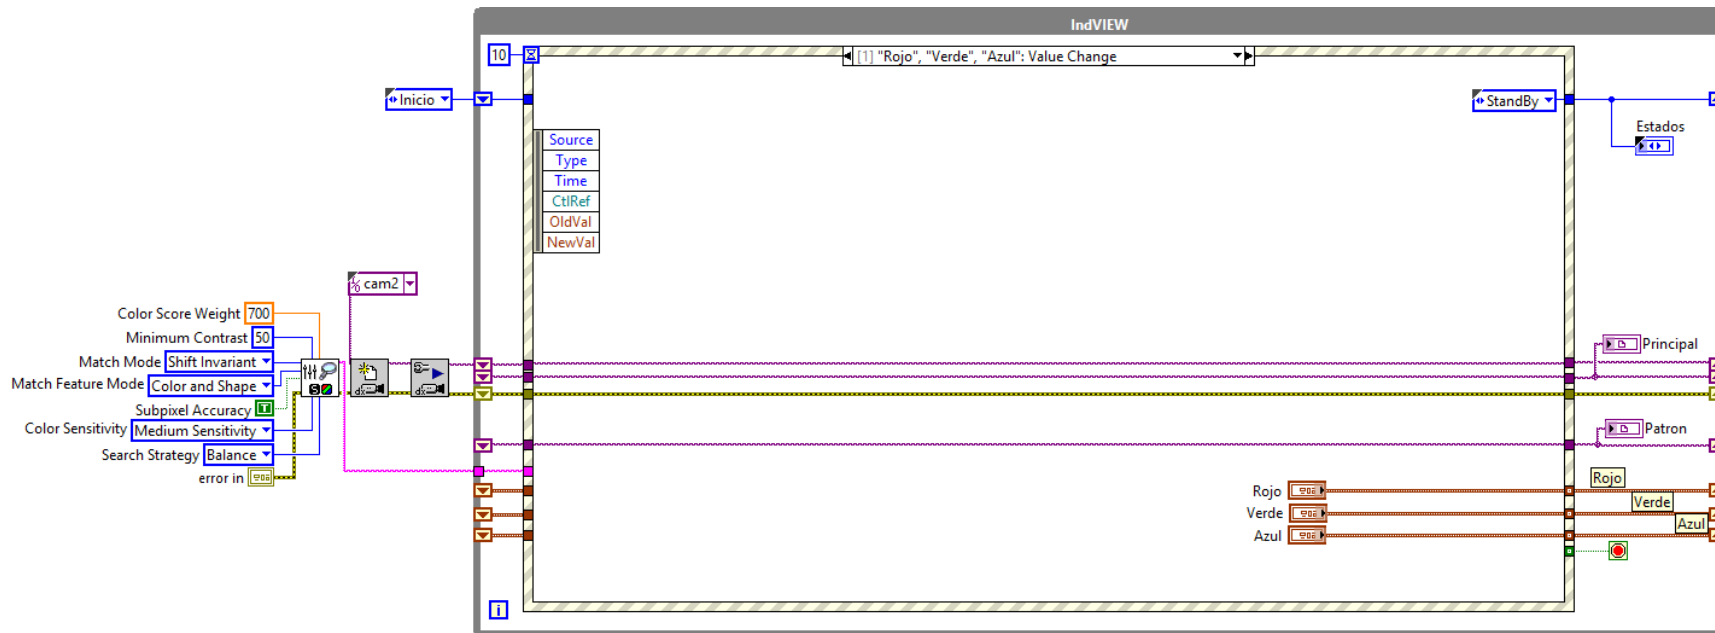 IndVIEW
10
[1] "Rojo", "Verde", "Azul": Value Change
Inicio
StandBy
Estados
Source
Type
Time
CtlRef
OldVal
NewVal
cam2
Color Score Weight 700
Minimum Contrast 50
Match Mode Shift Invariant
Match Feature Mode Color and Shape
Subpixel Accuracy T
Color Sensitivity Medium Sensitivity
Search Strategy Balance
error in
Principal
Patron
Rojo
Verde
Azul
Rojo
Verde
Azul
i